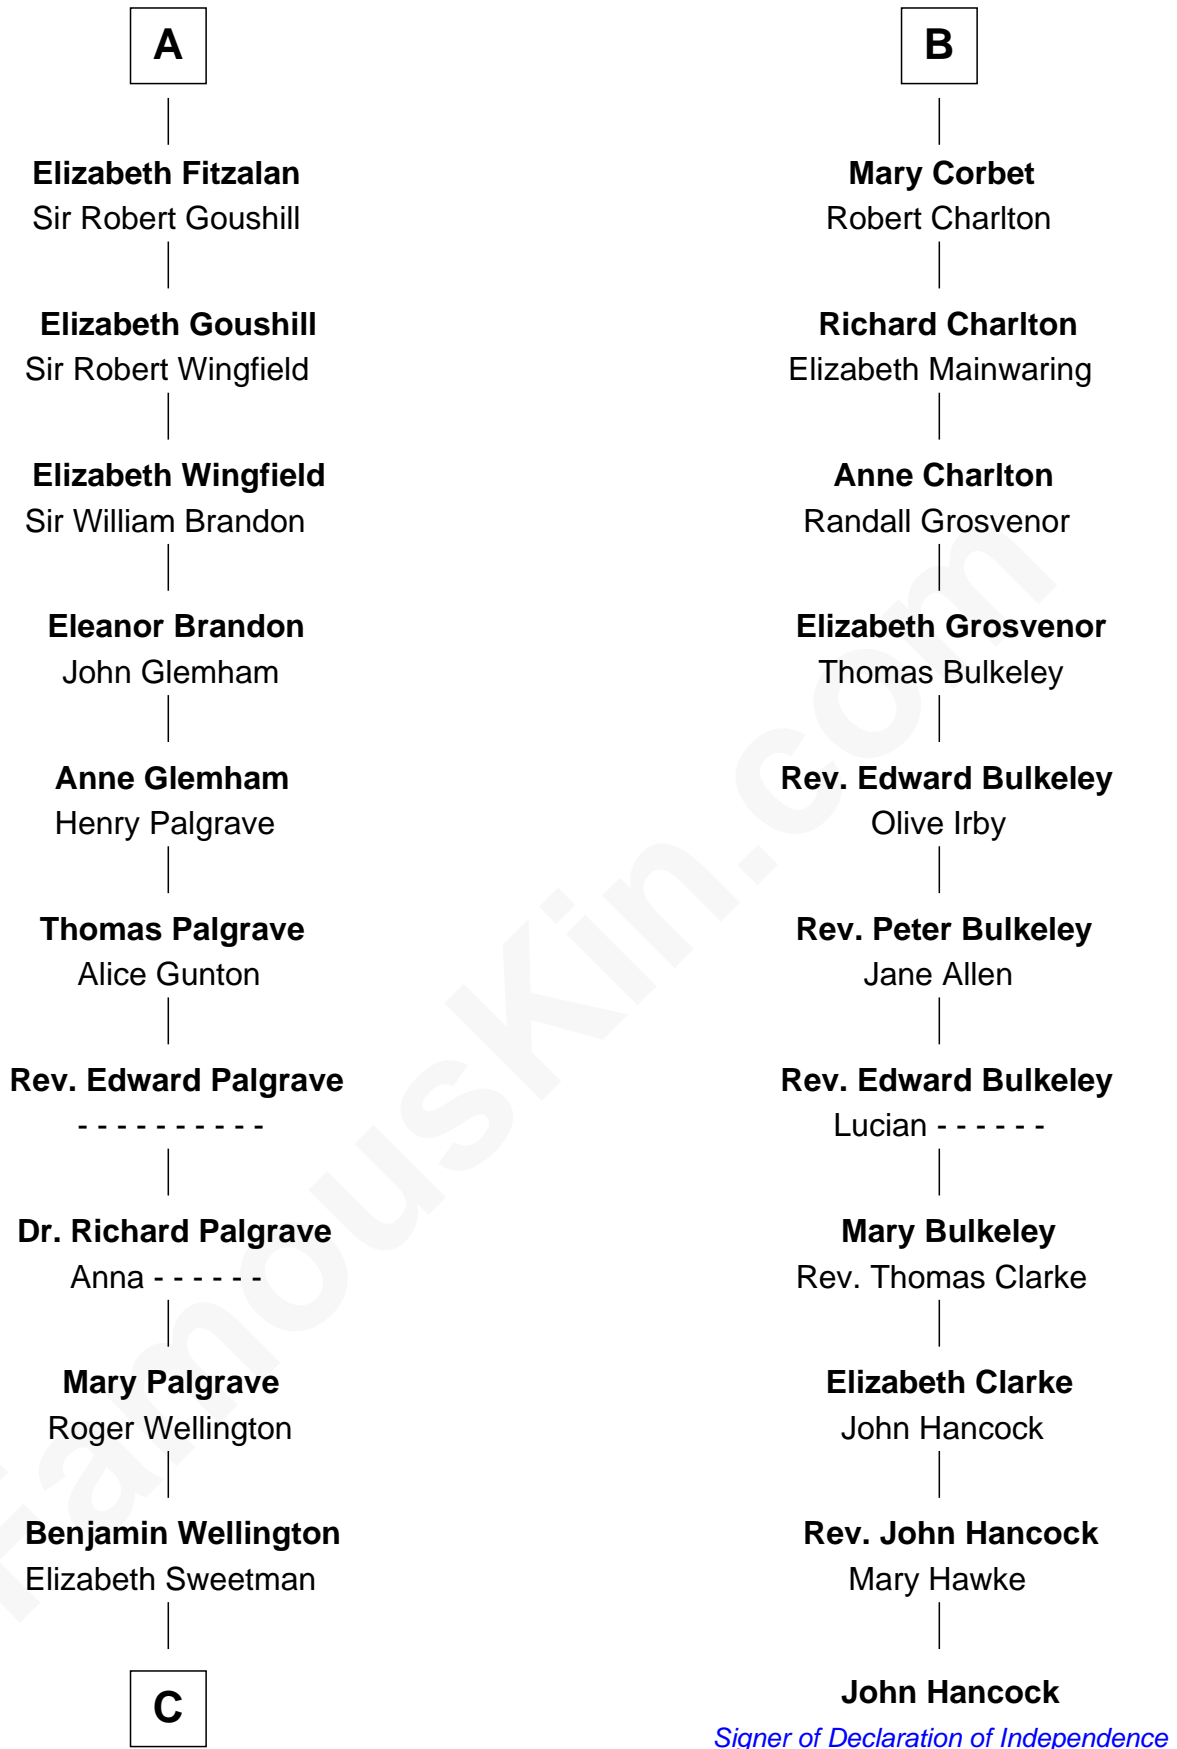 A
Elizabeth Fitzalan
Sir Robert Goushill
Elizabeth Goushill
Sir Robert Wingfield
Elizabeth Wingfield
Sir William Brandon
Eleanor Brandon
John Glemham
Anne Glemham
Henry Palgrave
Thomas Palgrave
Alice Gunton
Rev. Edward Palgrave
- - - - - - - - - -
Dr. Richard Palgrave
Anna - - - - - -
Mary Palgrave
Roger Wellington
Benjamin Wellington
Elizabeth Sweetman
C
B
Mary Corbet
Robert Charlton
Richard Charlton
Elizabeth Mainwaring
Anne Charlton
Randall Grosvenor
Elizabeth Grosvenor
Thomas Bulkeley
Rev. Edward Bulkeley
Olive Irby
Rev. Peter Bulkeley
Jane Allen
Rev. Edward Bulkeley
Lucian - - - - - -
Mary Bulkeley
Rev. Thomas Clarke
Elizabeth Clarke
John Hancock
Rev. John Hancock
Mary Hawke
John Hancock
Signer of Declaration of Independence
FamousKin.com